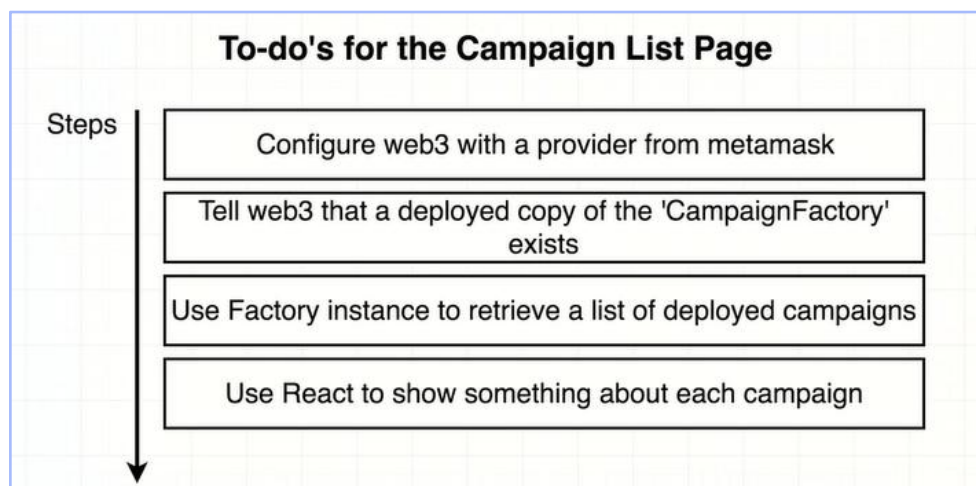 To-do's for the Campaign List Page
Steps
Configure web3 with a provider from metamask
Tell web3 that a deployed copy of the 'CampaignFactory'
exists
Use Factory instance to retrieve a list of deployed campaigns
Use React to show something about each campaign